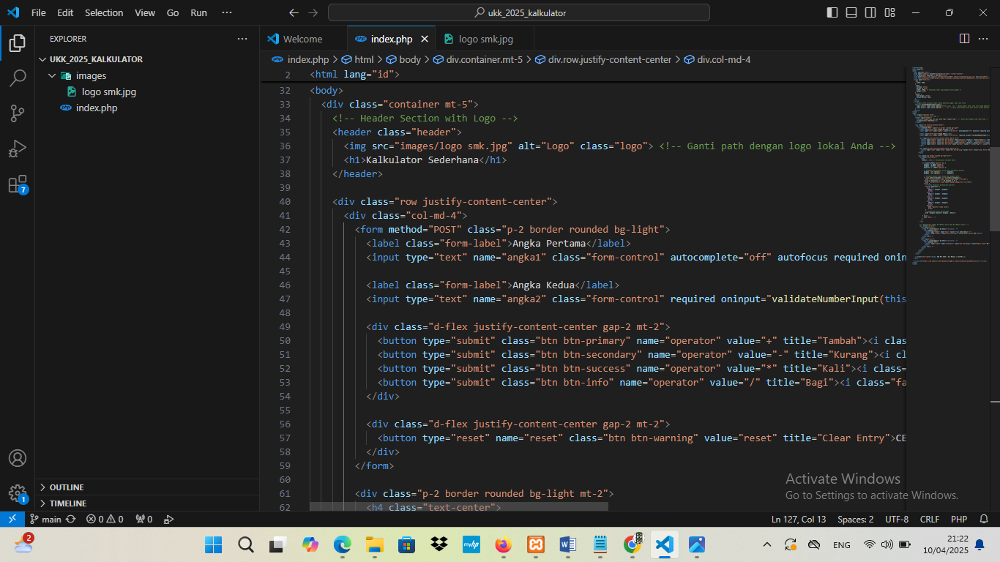 File Edit Selection View Go Run ··· ukk_2025_kalkulator
EXPLORER ···
UKK_2025_KALKULATOR
images
logo smk.jpg
index.php
OUTLINE
TIMELINE
Welcome index.php logo smk.jpg ···
index.php > html > body > div.container.mt-5 > div.row.justify-content-center > div.col-md-4
2 <html lang="id">
32 <body>
33 <div class="container mt-5">
34 <!-- Header Section with Logo -->
35 <header class="header">
36 <img src="images/logo smk.jpg" alt="Logo" class="logo"> <!-- Ganti path dengan logo lokal Anda -->
37 <h1>Kalkulator Sederhana</h1>
38 </header>
39
40 <div class="row justify-content-center">
41 <div class="col-md-4">
42 <form method="POST" class="p-2 border rounded bg-light">
43 <label class="form-label">Angka Pertama</label>
44 <input type="text" name="angka1" class="form-control" autocomplete="off" autofocus required onin
45
46 <label class="form-label">Angka Kedua</label>
47 <input type="text" name="angka2" class="form-control" required oninput="validateNumberInput(this
48
49 <div class="d-flex justify-content-center gap-2 mt-2">
50 <button type="submit" class="btn btn-primary" name="operator" value="+" title="Tambah"><i clas
51 <button type="submit" class="btn btn-secondary" name="operator" value="-" title="Kurang"><i cl
52 <button type="submit" class="btn btn-success" name="operator" value="*" title="Kali"><i class=
53 <button type="submit" class="btn btn-info" name="operator" value="/" title="Bagi"><i class="fa
54 </div>
55
56 <div class="d-flex justify-content-center gap-2 mt-2">
57 <button type="reset" name="reset" class="btn btn-warning" value="reset" title="Clear Entry">CE
58 </div>
59 </form>
60
61 <div class="p-2 border rounded bg-light mt-2">
62 <h4 class="text-center">
Activate Windows
Go to Settings to activate Windows.
7
1
main 0 0 0 Ln 127, Col 13 Spaces: 2 UTF-8 CRLF PHP
2 myhp ENG 21:22
10/04/2025